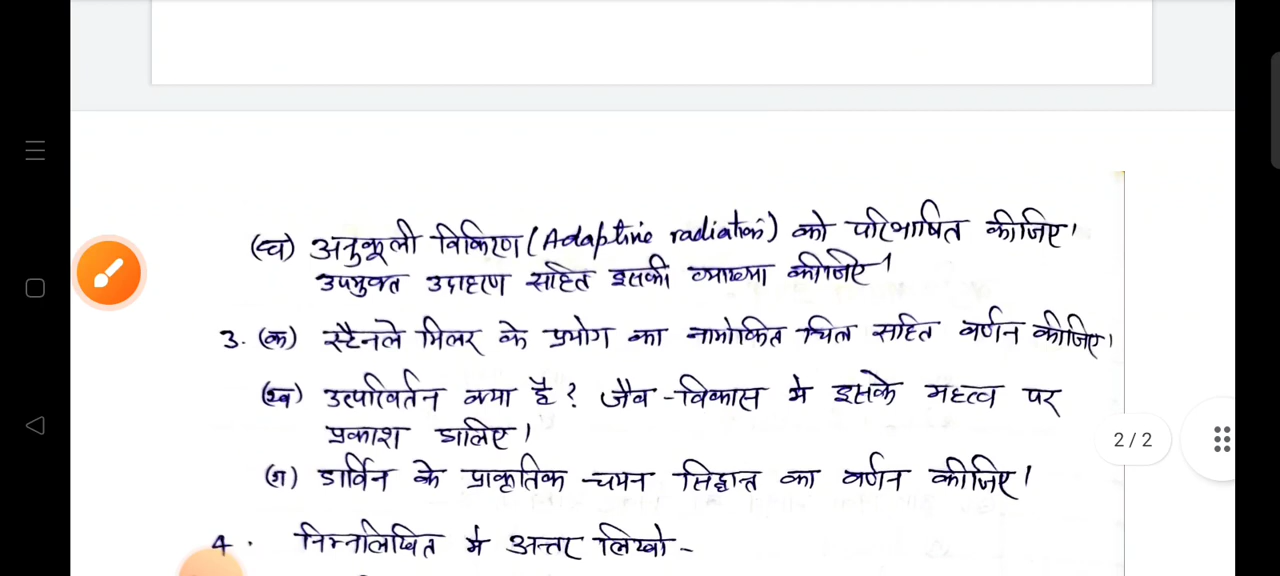 (घ) अनुकूली विकिरण (Adaptive radiation) को परिभाषित कीजिए।
उपयुक्त उदाहरण सहित इसकी व्याख्या कीजिए।
3. (क) स्टैनले मिलर के प्रयोग का नामांकित चित्र सहित वर्णन कीजिए।
(ख) उत्परिवर्तन क्या है? जैव-विकास मे इसके महत्व पर
प्रकाश डालिए।
2/2
(ग) डार्विन के प्राकृतिक चयन सिद्धान्त का वर्णन कीजिए।
4. निम्नलिखित मे अन्तर लिखो -